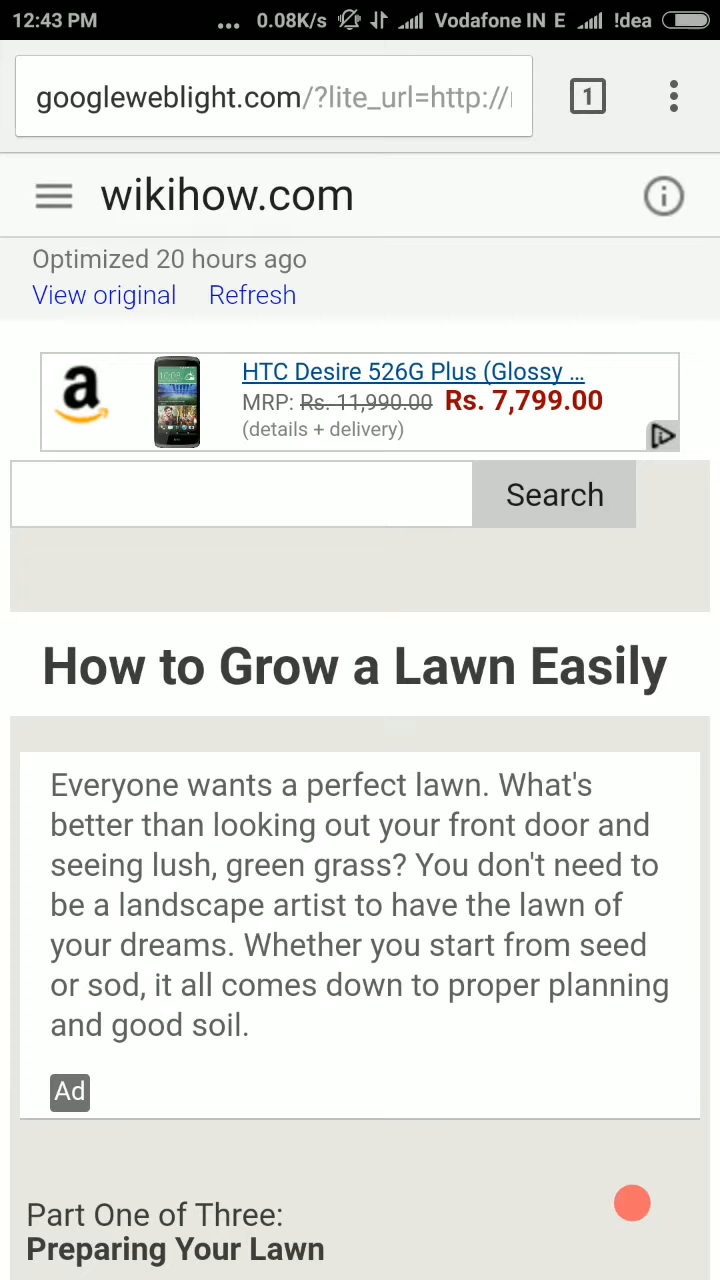 12:43 PM ... 0.08K/s Vodafone IN E !dea
googleweblight.com/?lite_url=http://
1
wikihow.com
Optimized 20 hours ago
View original Refresh
a
HTC Desire 526G Plus (Glossy ...
MRP: Rs. 11,990.00 Rs. 7,799.00
(details + delivery)
Search
How to Grow a Lawn Easily
Everyone wants a perfect lawn. What's
better than looking out your front door and
seeing lush, green grass? You don't need to
be a landscape artist to have the lawn of
your dreams. Whether you start from seed
or sod, it all comes down to proper planning
and good soil.
Ad
Part One of Three:
Preparing Your Lawn